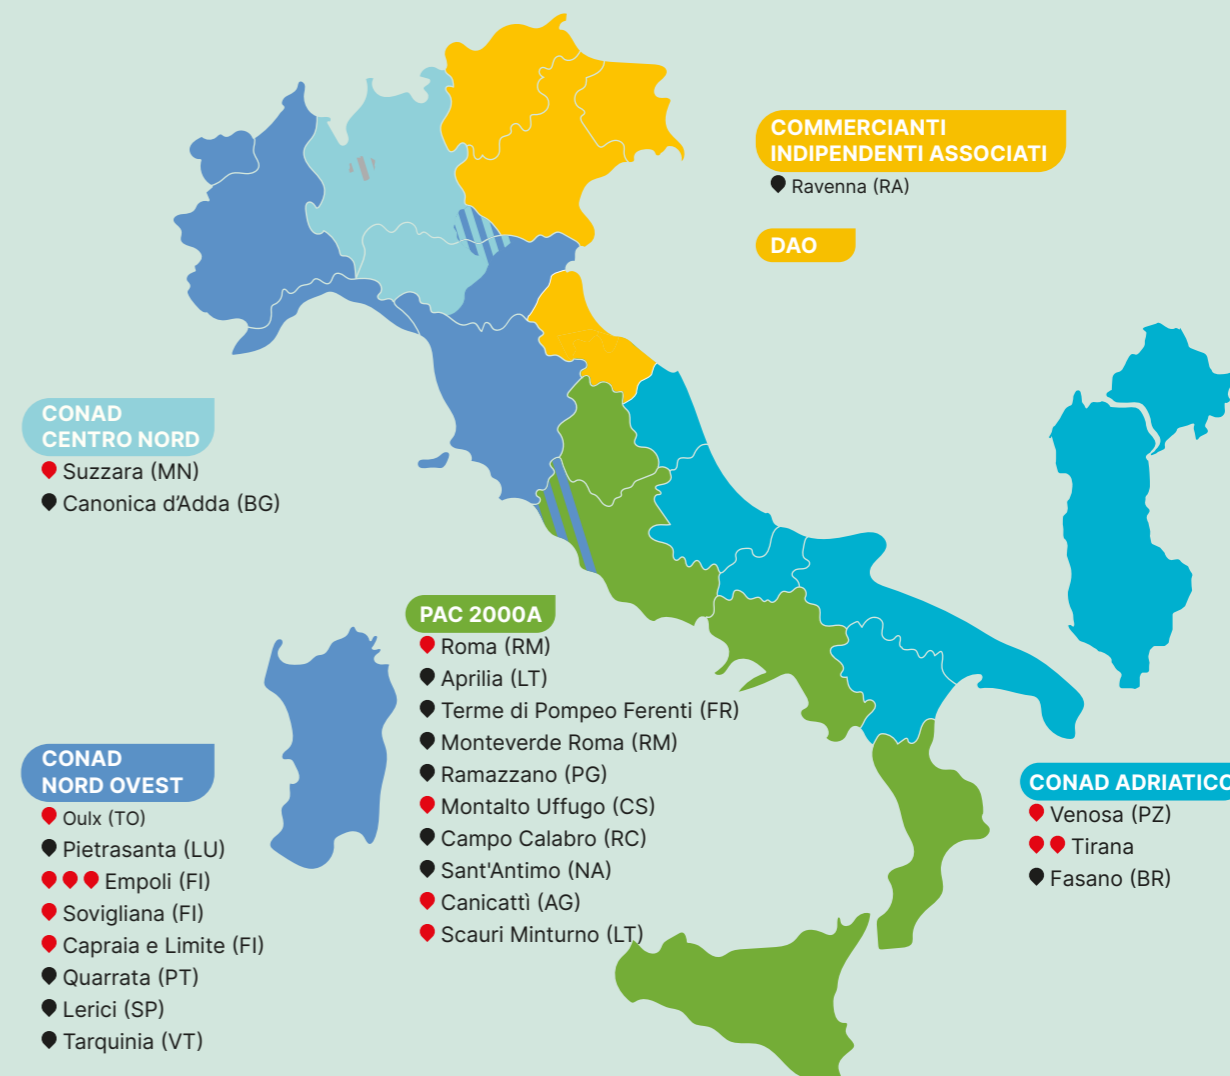 COMMERCIANTI
INDIPENDENTI ASSOCIATI
Ravenna (RA)
DAO
CONAD
CENTRO NORD
Suzzara (MN)
Canonica d'Adda (BG)
PAC 2000A
Roma (RM)
Aprilia (LT)
Terme di Pompeo Ferenti (FR)
Monteverde Roma (RM)
Ramazzano (PG)
Montalto Uffugo (CS)
Campo Calabro (RC)
Sant'Antimo (NA)
Canicattì (AG)
Scauri Minturno (LT)
CONAD
NORD OVEST
Oulx (TO)
Pietrasanta (LU)
Empoli (FI)
Sovigliana (FI)
Capraia e Limite (FI)
Quarrata (PT)
Lerici (SP)
Tarquinia (VT)
CONAD ADRIATICO
Venosa (PZ)
Tirana
Fasano (BR)